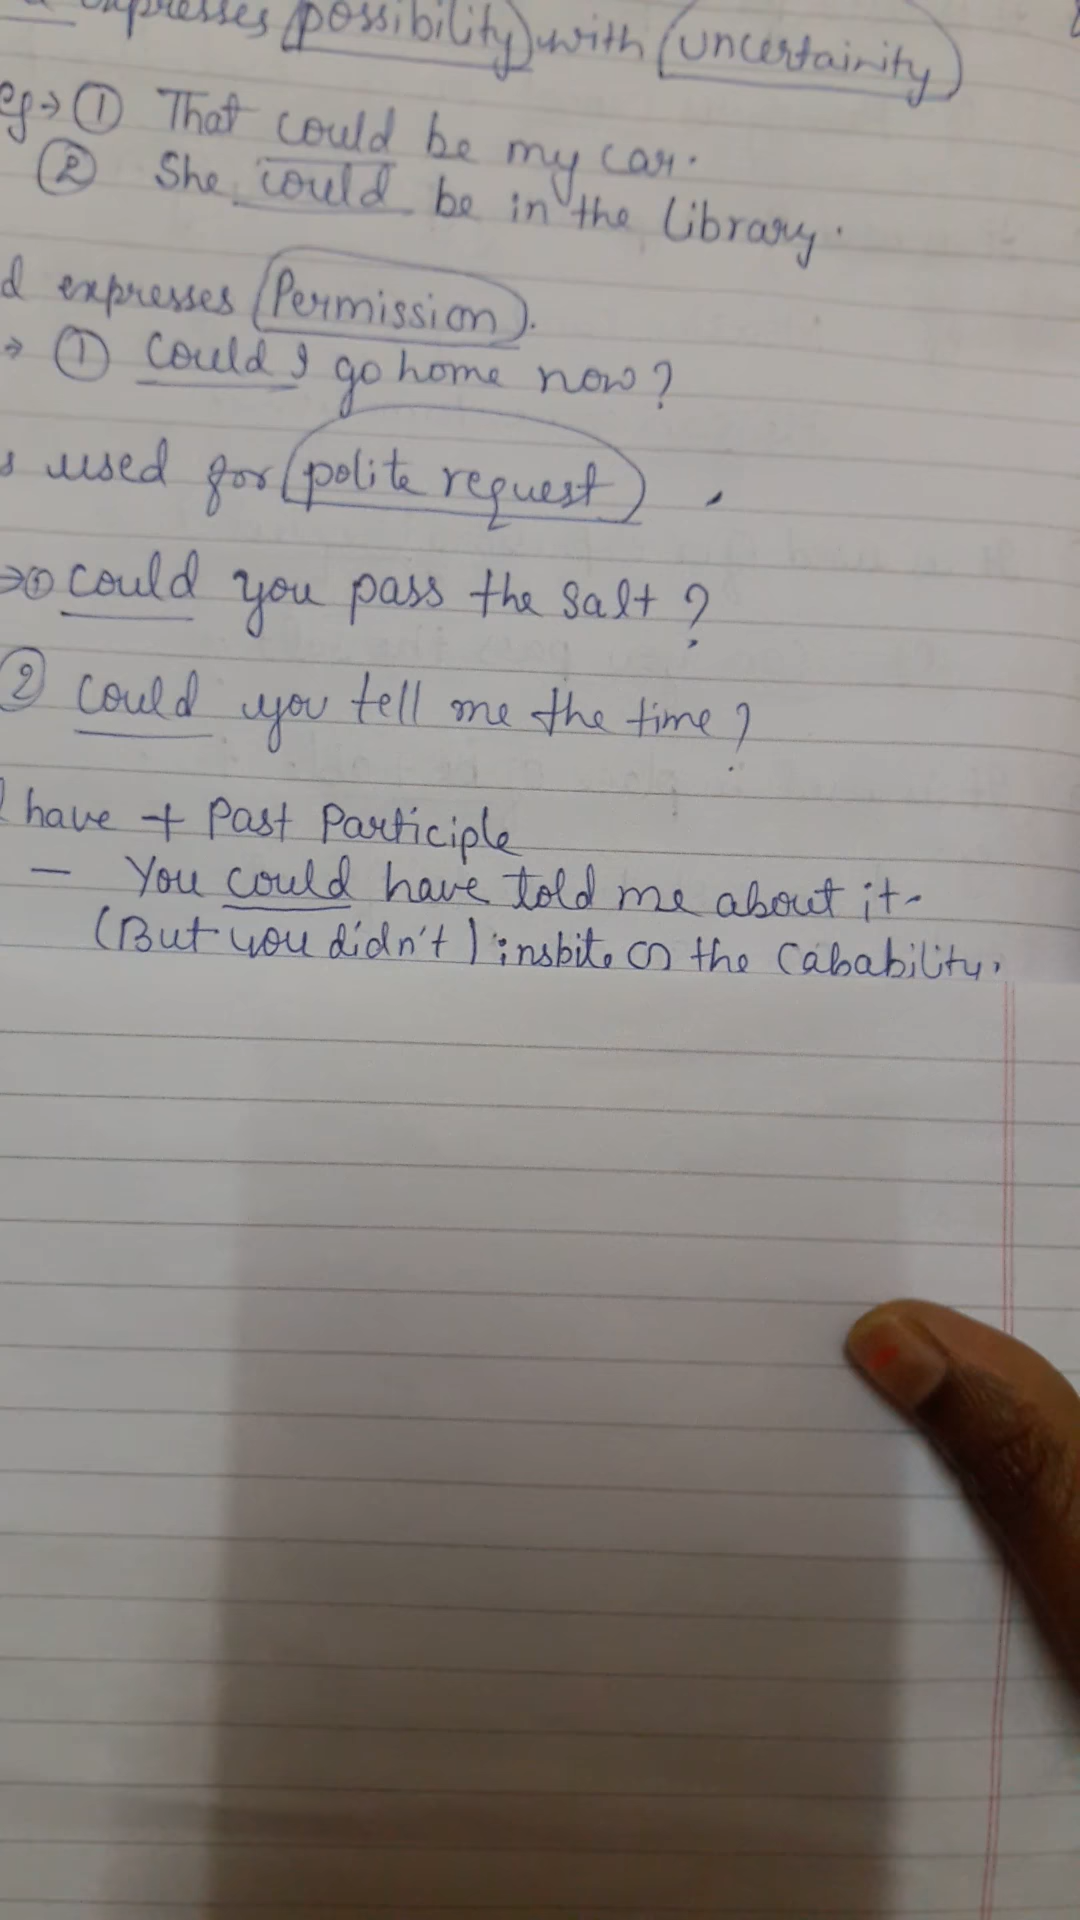 expresses possibility with uncertainity
eg → ① That could be my car.
② She could be in the library.
d expresses Permission.
→ ① Could I go home now?
s used for polite request
→ ① could you pass the salt?
② could you tell me the time?
have + Past Participle
— You could have told me about it.
(But you didn't) the Cabability.